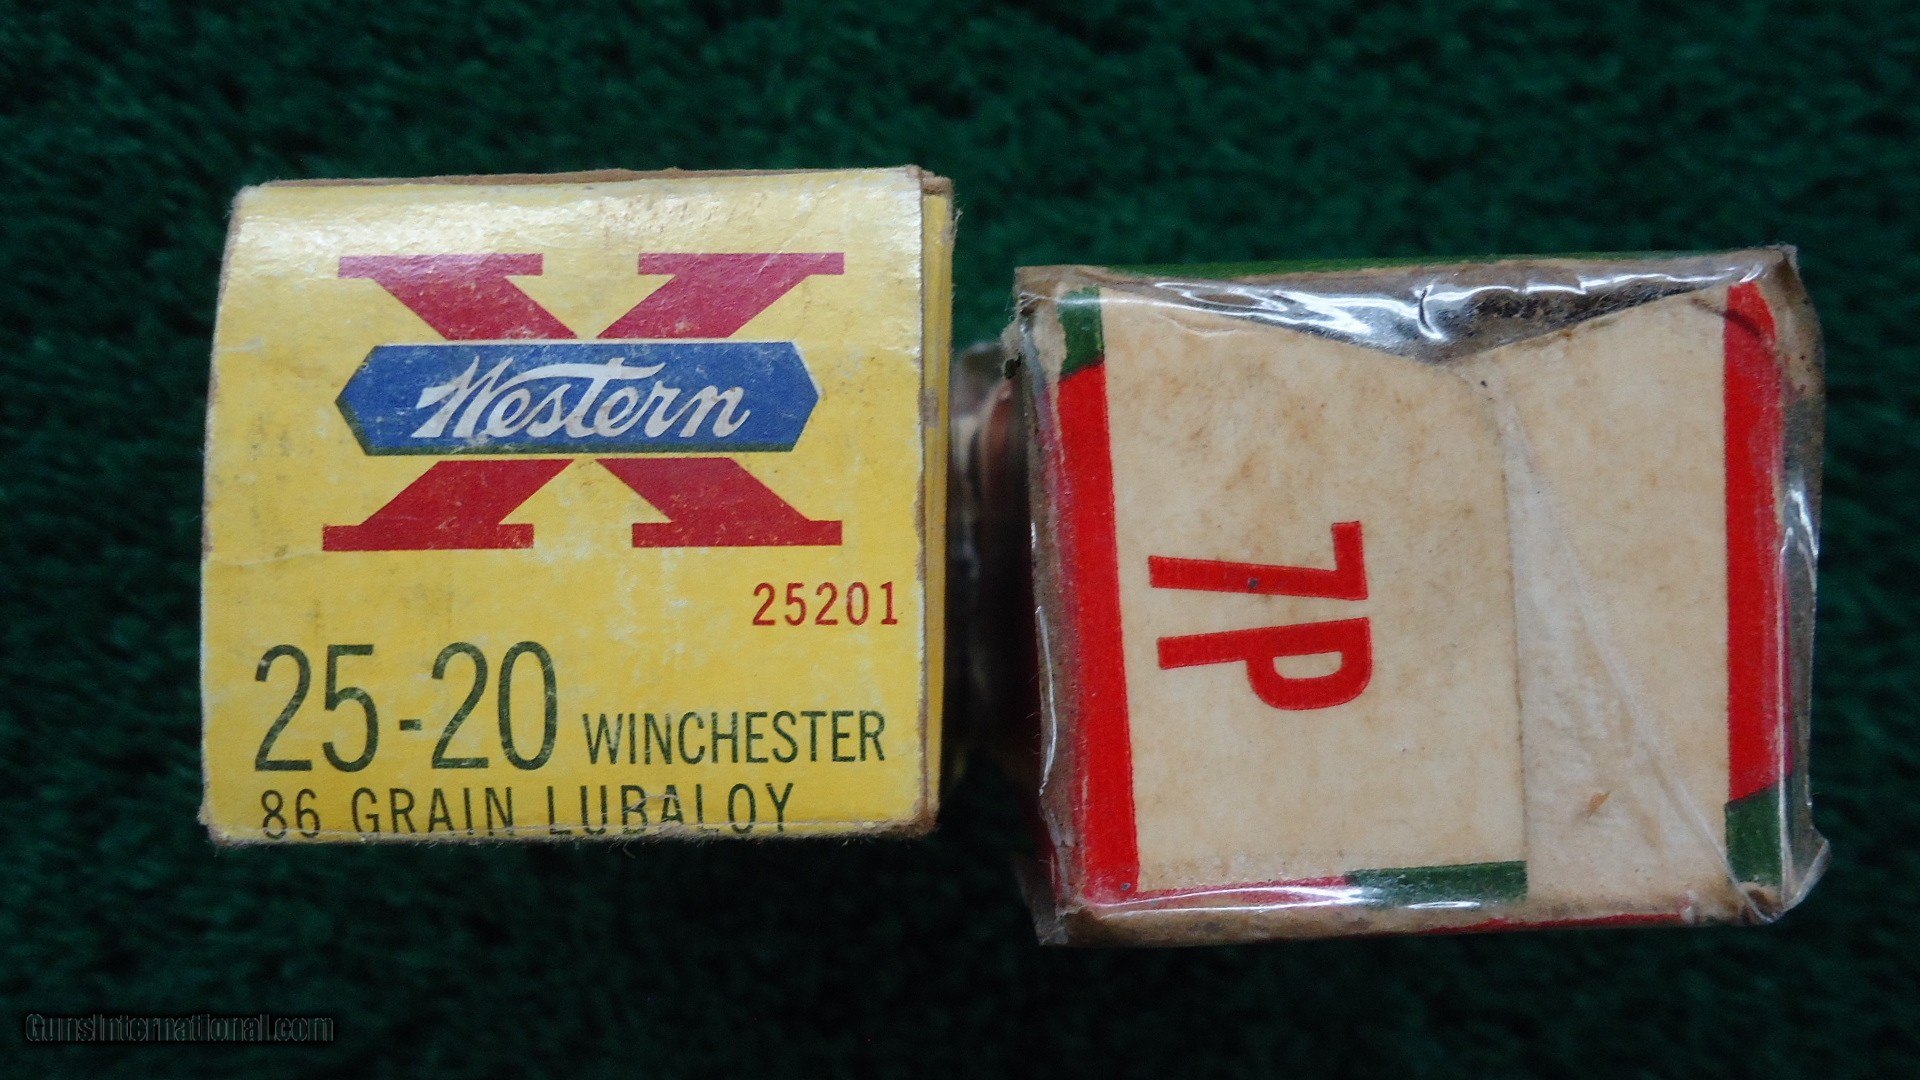 X
Western
25201
25-20 WINCHESTER
86 GRAIN LUBALOY
7P
GunsInternational.com